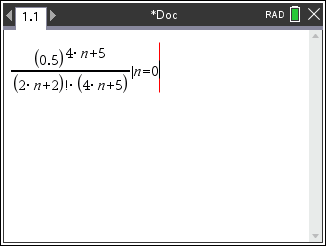 1.1 *Doc RAD
(0.5)^(4·n+5)
(2·n+2)!·(4·n+5) |n=0